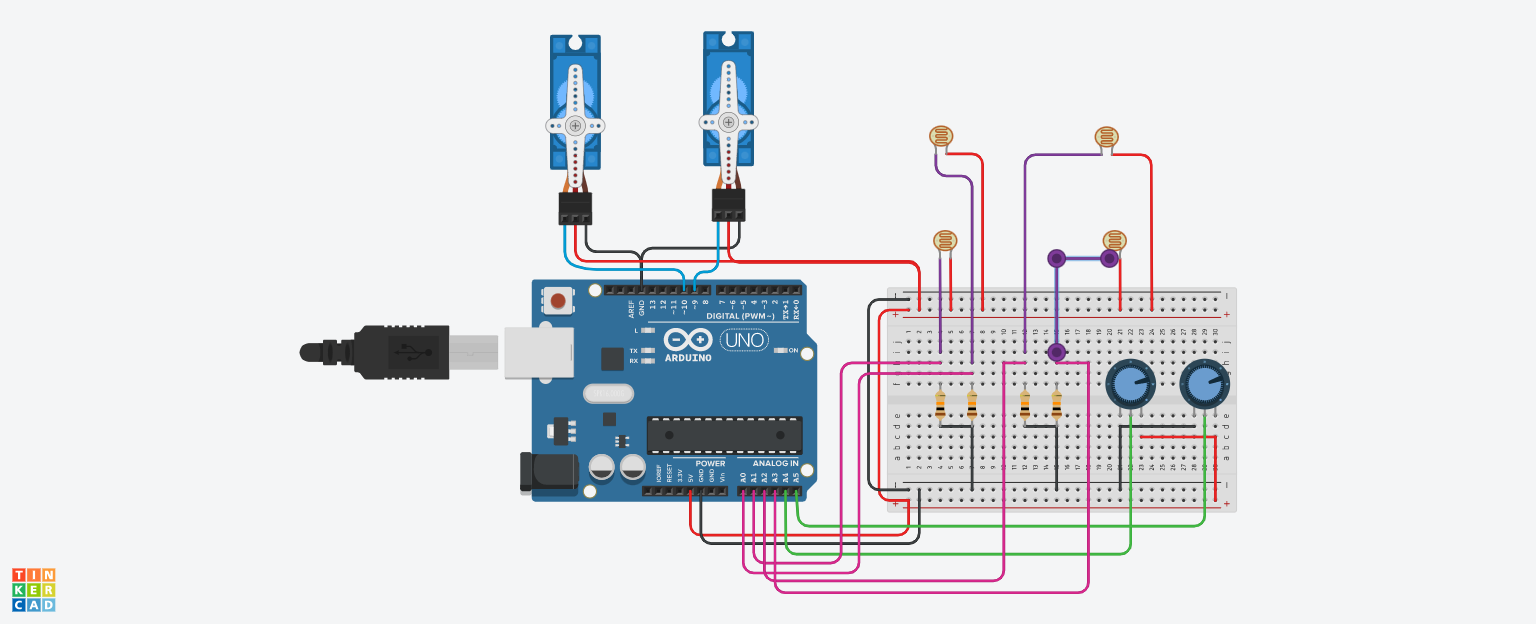 AREF
GND
13
12
~11
~10
~9
8
7
~6
~5
4
~3
2
TX→1
RX←0
DIGITAL (PWM~)
L
TX
RX
ARDUINO
UNO
ON
POWER
ANALOG IN
IOREF
RESET
3.3V
5V
GND
GND
Vin
A0
A1
A2
A3
A4
A5
TIN
KER
CAD